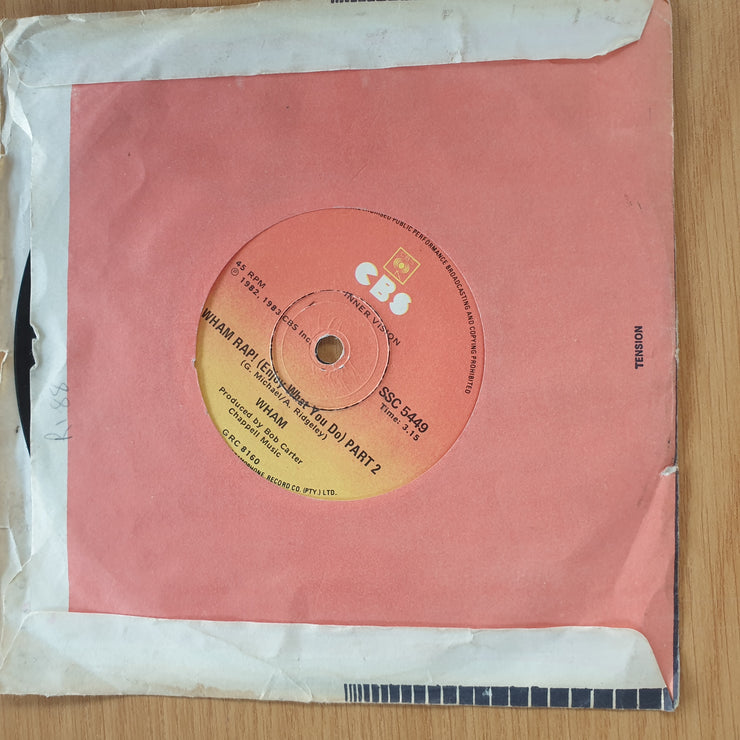 CBS
INNER VISION
45 RPM
℗ 1982, 1983 CBS Inc.
SSC 5449
Time: 3.15
WHAM RAP! (Enjoy What You Do) PART 2
(G. Michael/A. Ridgeley)
WHAM
Produced by Bob Carter
Chappell Music
GRC 8160
RECORD CO. (PTY.) LTD.
PUBLIC PERFORMANCE BROADCASTING AND COPYING PROHIBITED
TENSION